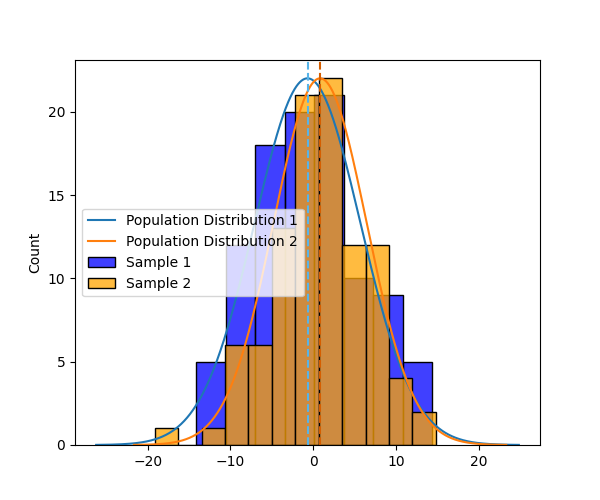 20
15
10
5
0
Count
Population Distribution 1
Population Distribution 2
Sample 1
Sample 2
−20
−10
0
10
20